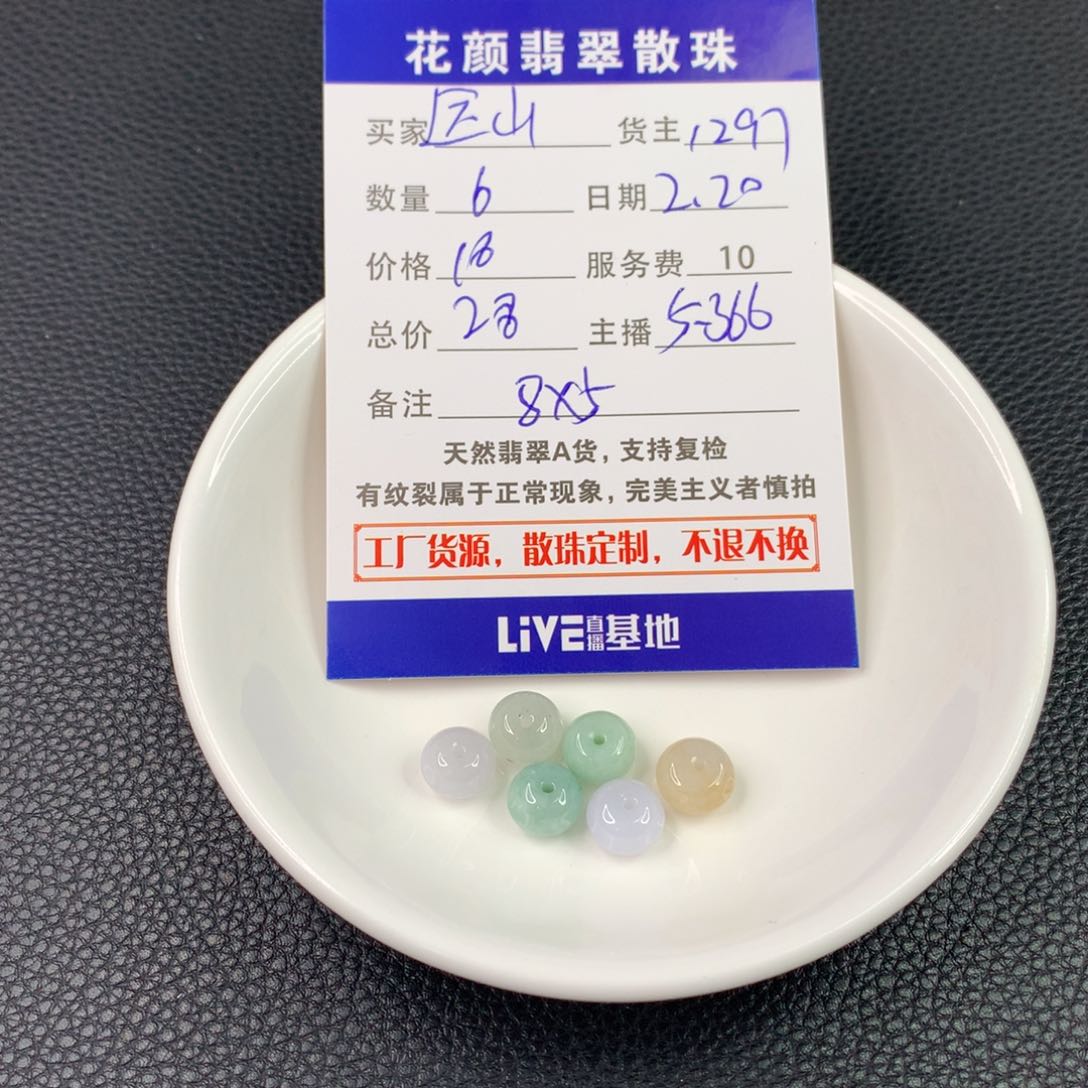 花颜翡翠散珠
买家 匡山 货主 1297
数量 6 日期 2.20
价格 18 服务费 10
总价 28 主播 5-366
备注 8X5
天然翡翠A货，支持复检
有纹裂属于正常现象，完美主义者慎拍
工厂货源，散珠定制，不退不换
LiVE直播基地